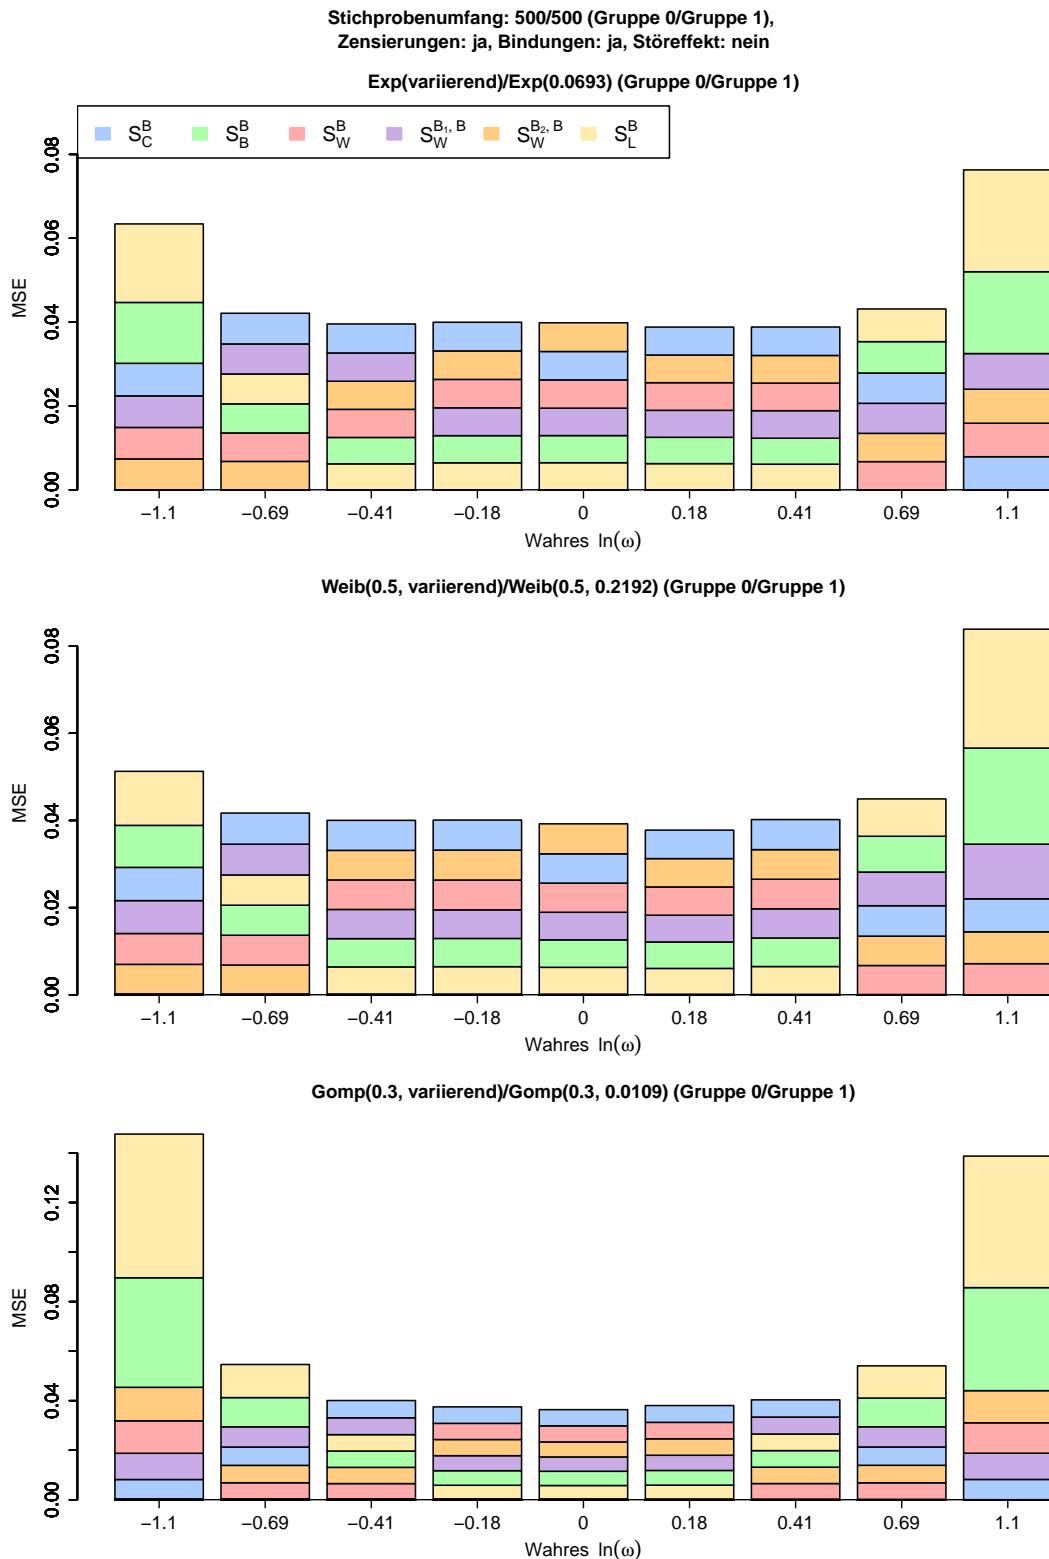 Stichprobenumfang: 500/500 (Gruppe 0/Gruppe 1),
Zensierungen: ja, Bindungen: ja, Störeffekt: nein
Exp(variierend)/Exp(0.0693) (Gruppe 0/Gruppe 1)
S_C^B S_B^B S_W^B S_W^{B_1, B} S_W^{B_2, B} S_L^B
MSE
0.08
0.06
0.04
0.02
0.00
−1.1 −0.69 −0.41 −0.18 0 0.18 0.41 0.69 1.1
Wahres ln(ω)
Weib(0.5, variierend)/Weib(0.5, 0.2192) (Gruppe 0/Gruppe 1)
MSE
0.08
0.06
0.04
0.02
0.00
−1.1 −0.69 −0.41 −0.18 0 0.18 0.41 0.69 1.1
Wahres ln(ω)
Gomp(0.3, variierend)/Gomp(0.3, 0.0109) (Gruppe 0/Gruppe 1)
MSE
0.12
0.08
0.04
0.00
−1.1 −0.69 −0.41 −0.18 0 0.18 0.41 0.69 1.1
Wahres ln(ω)